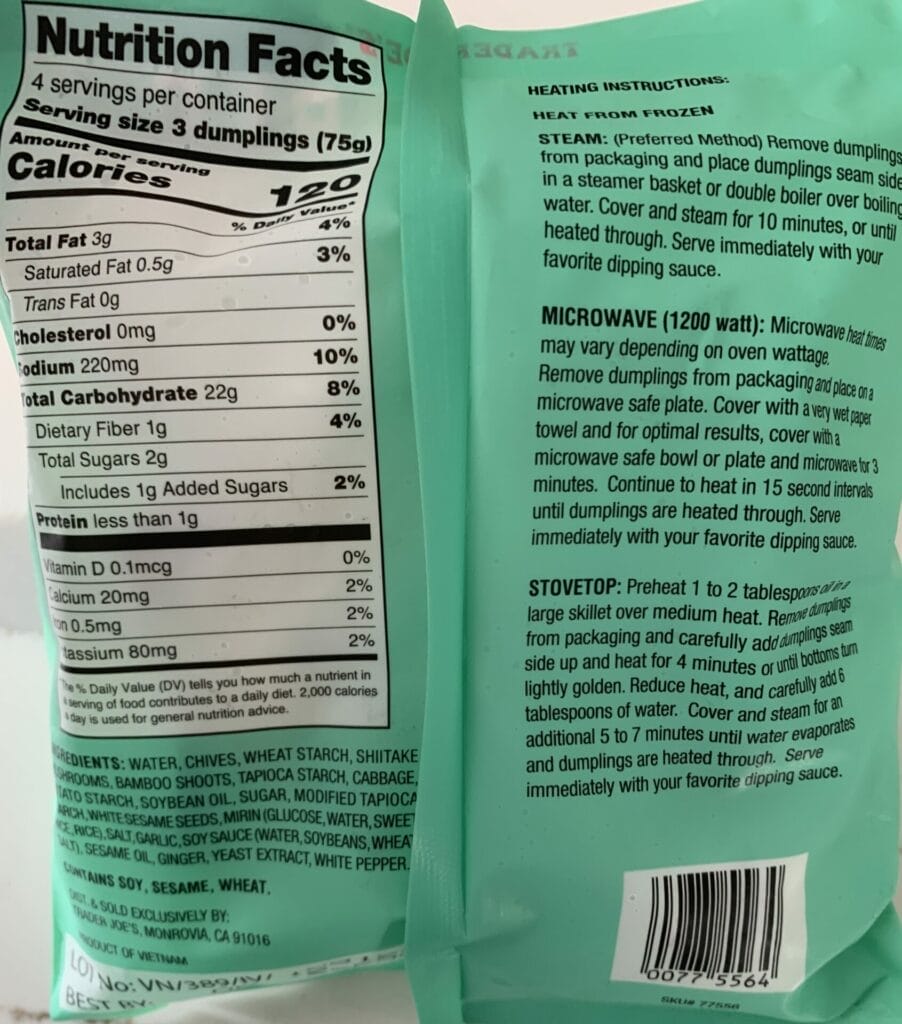 Nutrition Facts
4 servings per container
Serving size 3 dumplings (75g)
Amount per serving
Calories 120
% Daily Value*
Total Fat 3g 4%
Saturated Fat 0.5g 3%
Trans Fat 0g
Cholesterol 0mg 0%
odium 220mg 10%
otal Carbohydrate 22g 8%
Dietary Fiber 1g 4%
Total Sugars 2g
Includes 1g Added Sugars 2%
Protein less than 1g
Vitamin D 0.1mcg 0%
alcium 20mg 2%
on 0.5mg 2%
tassium 80mg 2%
he % Daily Value (DV) tells you how much a nutrient in
a serving of food contributes to a daily diet. 2,000 calories
a day is used for general nutrition advice.
GREDIENTS: WATER, CHIVES, WHEAT STARCH, SHIITAKE
SHROOMS, BAMBOO SHOOTS, TAPIOCA STARCH, CABBAGE,
TATO STARCH, SOYBEAN OIL, SUGAR, MODIFIED TAPIOCA
ARCH, WHITE SESAME SEEDS, MIRIN (GLUCOSE, WATER, SWEET
ICE, RICE), SALT, GARLIC, SOY SAUCE (WATER, SOYBEANS, WHEA
SALT), SESAME OIL, GINGER, YEAST EXTRACT, WHITE PEPPER.
CONTAINS SOY, SESAME, WHEAT.
DIST. & SOLD EXCLUSIVELY BY:
TRADER JOE'S, MONROVIA, CA 91016
PRODUCT OF VIETNAM
LOT No: VN/389/IV/
BEST BY:
TRADER
HEATING INSTRUCTIONS:
HEAT FROM FROZEN
STEAM: (Preferred Method) Remove dumplings
from packaging and place dumplings seam side
in a steamer basket or double boiler over boiling
water. Cover and steam for 10 minutes, or until
heated through. Serve immediately with your
favorite dipping sauce.
MICROWAVE (1200 watt): Microwave heat times
may vary depending on oven wattage.
Remove dumplings from packaging and place on a
microwave safe plate. Cover with a very wet paper
towel and for optimal results, cover with a
microwave safe bowl or plate and microwave for 3
minutes. Continue to heat in 15 second intervals
until dumplings are heated through. Serve
immediately with your favorite dipping sauce.
STOVETOP: Preheat 1 to 2 tablespoons oil in a
large skillet over medium heat. Remove dumplings
from packaging and carefully add dumplings seam
side up and heat for 4 minutes or until bottoms turn
lightly golden. Reduce heat, and carefully add 6
tablespoons of water. Cover and steam for an
additional 5 to 7 minutes until water evaporates
and dumplings are heated through. Serve
immediately with your favorite dipping sauce.
0077 5564
SKU# 77556